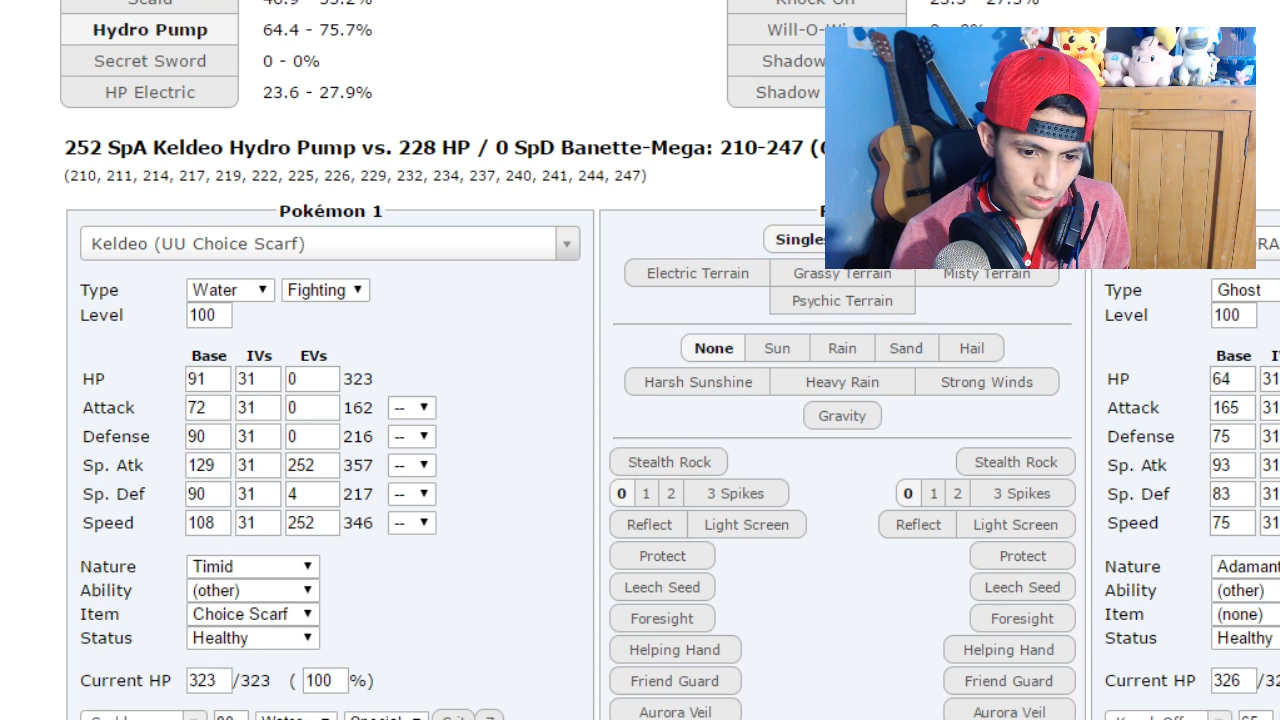 Hydro Pump 64.4 - 75.7% Will-O-Wi
Secret Sword 0 - 0% Shadow
HP Electric 23.6 - 27.9% Shadow
252 SpA Keldeo Hydro Pump vs. 228 HP / 0 SpD Banette-Mega: 210-247 (
(210, 211, 214, 217, 219, 222, 225, 226, 229, 232, 234, 237, 240, 241, 244, 247)
Pokémon 1
Keldeo (UU Choice Scarf) Singles
Electric Terrain Grassy Terrain Misty Terrain
Type Water Fighting Psychic Terrain Type Ghost
Level 100 Level 100
None Sun Rain Sand Hail
Base IVs EVs Base
HP 91 31 0 323 Harsh Sunshine Heavy Rain Strong Winds HP 64 31
Attack 72 31 0 162 -- Gravity Attack 165 31
Defense 90 31 0 216 -- Defense 75 31
Sp. Atk 129 31 252 357 -- Stealth Rock Stealth Rock Sp. Atk 93 31
Sp. Def 90 31 4 217 -- 0 1 2 3 Spikes 0 1 2 3 Spikes Sp. Def 83 31
Speed 108 31 252 346 -- Reflect Light Screen Reflect Light Screen Speed 75 31
Protect Protect
Nature Timid Nature Adamant
Ability (other) Leech Seed Leech Seed Ability (other)
Item Choice Scarf Foresight Foresight Item (none)
Status Healthy Status Healthy
Helping Hand Helping Hand
Current HP 323 /323 ( 100 %) Friend Guard Friend Guard Current HP 326 /32
Aurora Veil Aurora Veil